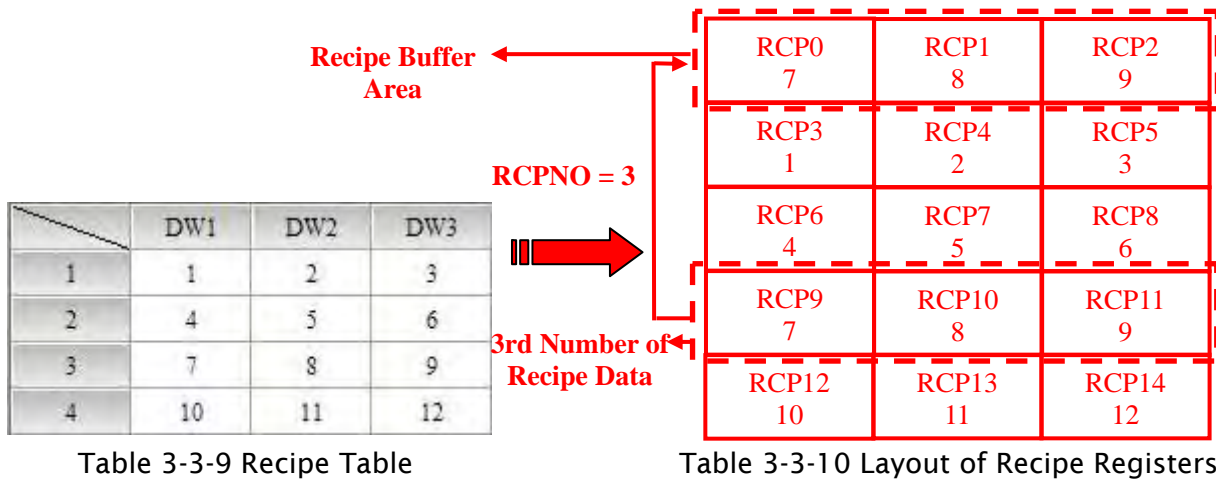 Recipe Buffer
Area
RCPNO = 3
3rd Number of
Recipe Data
DW1 DW2 DW3
1 1 2 3
2 4 5 6
3 7 8 9
4 10 11 12
Table 3-3-9 Recipe Table
RCP0 RCP1 RCP2
7 8 9
RCP3 RCP4 RCP5
1 2 3
RCP6 RCP7 RCP8
4 5 6
RCP9 RCP10 RCP11
7 8 9
RCP12 RCP13 RCP14
10 11 12
Table 3-3-10 Layout of Recipe Registers